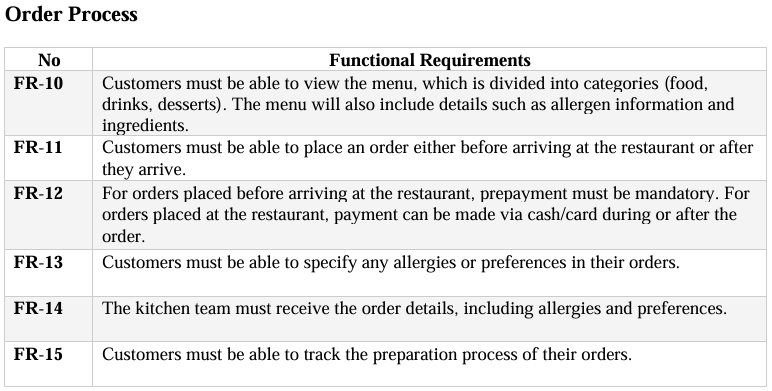 Order Process
No Functional Requirements
FR-10 Customers must be able to view the menu, which is divided into categories (food,
drinks, desserts). The menu will also include details such as allergen information and
ingredients.
FR-11 Customers must be able to place an order either before arriving at the restaurant or after
they arrive.
FR-12 For orders placed before arriving at the restaurant, prepayment must be mandatory. For
orders placed at the restaurant, payment can be made via cash/card during or after the
order.
FR-13 Customers must be able to specify any allergies or preferences in their orders.
FR-14 The kitchen team must receive the order details, including allergies and preferences.
FR-15 Customers must be able to track the preparation process of their orders.